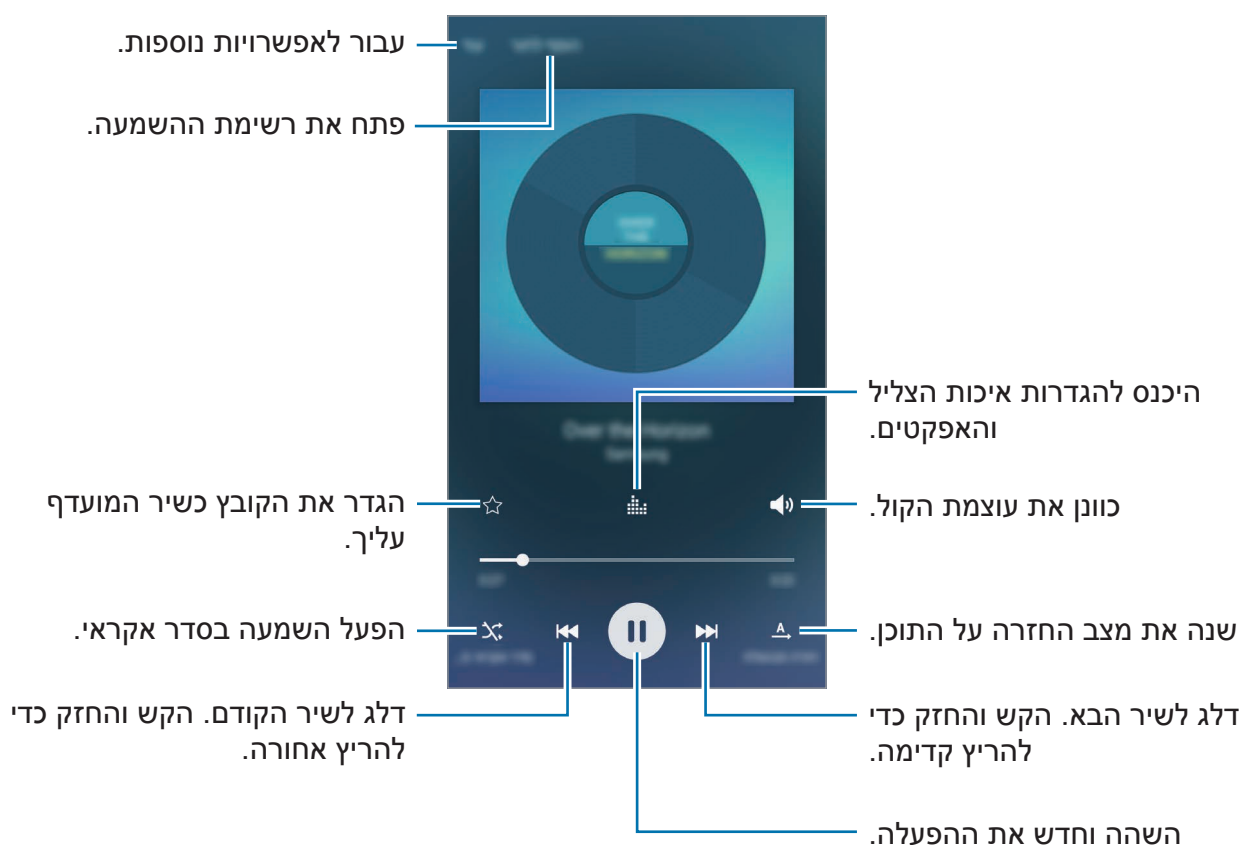 עבור לאפשרויות נוספות.
פתח את רשימת ההשמעה.
היכנס להגדרות איכות הצליל
והאפקטים.
Over the Horizon
Samsung
הגדר את הקובץ כשיר המועדף
עליך.
כוונן את עוצמת הקול.
הפעל השמעה בסדר אקראי.
שנה את מצב החזרה על התוכן.
A
דלג לשיר הקודם. הקש והחזק כדי
להריץ אחורה.
דלג לשיר הבא. הקש והחזק כדי
להריץ קדימה.
השהה וחדש את ההפעלה.